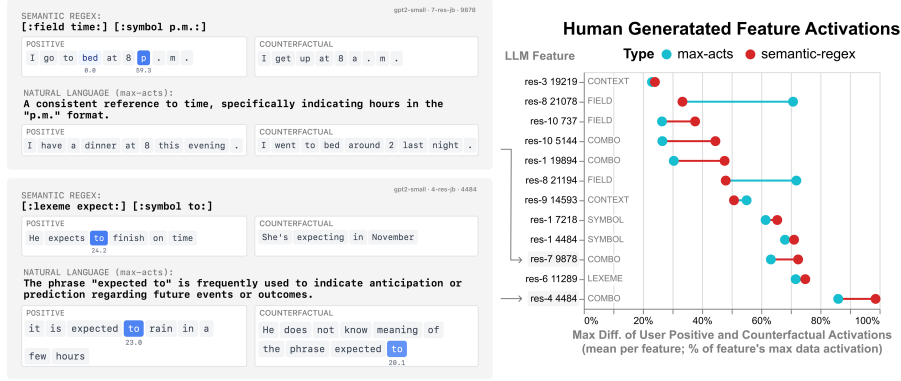 gpt2-small · 7-res-jb · 9878
SEMANTIC REGEX:
[:field time:] [:symbol p.m.:]
POSITIVE
I go to bed at 8 p . m .
0.0 59.3
COUNTERFACTUAL
I get up at 8 a . m .
NATURAL LANGUAGE (max-acts):
A consistent reference to time, specifically indicating hours in the
"p.m." format.
POSITIVE
I have a dinner at 8 this evening .
COUNTERFACTUAL
I went to bed around 2 last night .
gpt2-small · 4-res-jb · 4484
SEMANTIC REGEX:
[:lexeme expect:] [:symbol to:]
POSITIVE
He expects to finish on time
24.2
COUNTERFACTUAL
She's expecting in November
NATURAL LANGUAGE (max-acts):
The phrase "expected to" is frequently used to indicate anticipation or
prediction regarding future events or outcomes.
POSITIVE
it is expected to rain in a
23.0
few hours
COUNTERFACTUAL
He does not know meaning of
the phrase expected to
20.1
Human Generatated Feature Activations
LLM Feature
Type max-acts semantic-regex
res-3 19219 CONTEXT
res-8 21078 FIELD
res-10 737 FIELD
res-10 5144 COMBO
res-1 19894 COMBO
res-8 21194 FIELD
res-9 14593 CONTEXT
res-1 7218 SYMBOL
res-1 4484 SYMBOL
res-7 9878 COMBO
res-6 11289 LEXEME
res-4 4484 COMBO
0% 20% 40% 60% 80% 100%
Max Diff. of User Positive and Counterfactual Activations
(mean per feature; % of feature's max data activation)